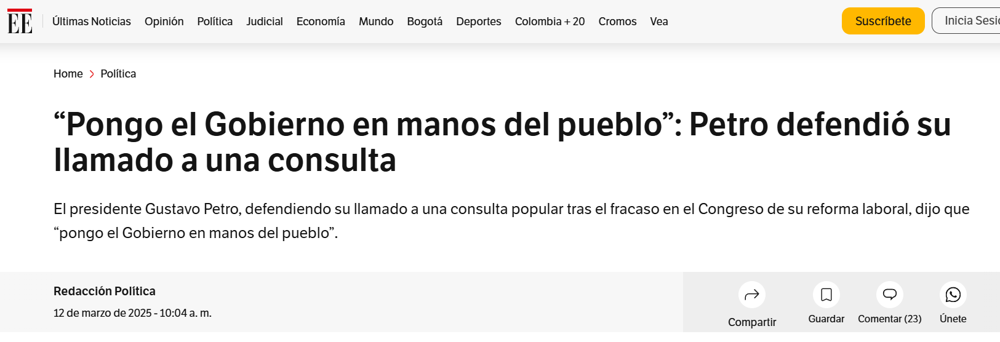 EE
Últimas Noticias Opinión Política Judicial Economía Mundo Bogotá Deportes Colombia + 20 Cromos Vea Suscríbete Inicia Sesió
Home > Política
“Pongo el Gobierno en manos del pueblo”: Petro defendió su
llamado a una consulta
El presidente Gustavo Petro, defendiendo su llamado a una consulta popular tras el fracaso en el Congreso de su reforma laboral, dijo que
“pongo el Gobierno en manos del pueblo”.
Redacción Política
12 de marzo de 2025 - 10:04 a. m.
Compartir Guardar Comentar (23) Únete